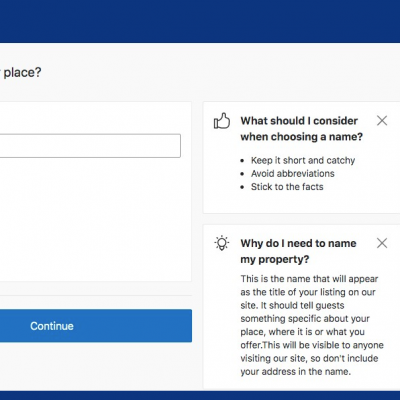 place?
What should I consider
when choosing a name?
Keep it short and catchy
Avoid abbreviations
Stick to the facts
Why do I need to name
my property?
This is the name that will appear
as the title of your listing on our
site. It should tell guests
something specific about your
place, where it is or what you
offer.This will be visible to anyone
visiting our site, so don't include
your address in the name.
Continue